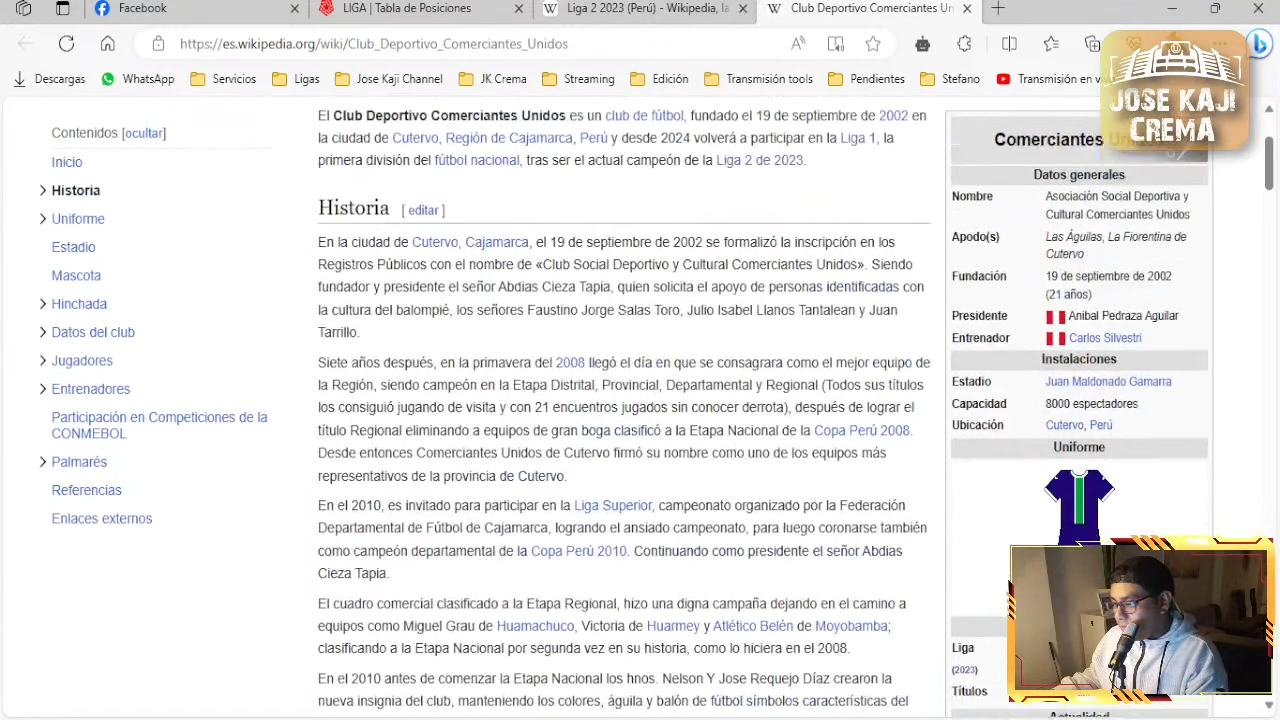 Facebook
LIGA | Tabla de Posiciones
Liga 2 2023 (Perú) - Wikipedia, la
Club Deportivo Comerciantes Un
https://es.wikipedia.org/wiki/Club_Deportivo_Comerciantes_Unidos
Descargas
WhatsApp
Servicios
Ligas
Jose Kaji Channel
JK Crema
Streaming
Edición
Transmisión tools
Pendientes
Stefano
Transmisión en v
JOSE KAJI
CREMA
Contenidos [ocultar]
Inicio
Historia
Uniforme
Estadio
Mascota
Hinchada
Datos del club
Jugadores
Entrenadores
Participación en Competiciones de la
CONMEBOL
Palmarés
Referencias
Enlaces externos
El Club Deportivo Comerciantes Unidos es un club de fútbol, fundado el 19 de septiembre de 2002 en
la ciudad de Cutervo, Región de Cajamarca, Perú y desde 2024 volverá a participar en la Liga 1, la
primera división del fútbol nacional, tras ser el actual campeón de la Liga 2 de 2023.
Historia [ editar ]
En la ciudad de Cutervo, Cajamarca, el 19 de septiembre de 2002 se formalizó la inscripción en los
Registros Públicos con el nombre de «Club Social Deportivo y Cultural Comerciantes Unidos». Siendo
fundador y presidente el señor Abdias Cieza Tapia, quien solicita el apoyo de personas identificadas con
la cultura del balompié, los señores Faustino Jorge Salas Toro, Julio Isabel Llanos Tantalean y Juan
Tarrillo.
Siete años después, en la primavera del 2008 llegó el día en que se consagrara como el mejor equipo de
la Región, siendo campeón en la Etapa Distrital, Provincial, Departamental y Regional (Todos sus títulos
los consiguió jugando de visita y con 21 encuentros jugados sin conocer derrota), después de lograr el
título Regional eliminando a equipos de gran boga clasificó a la Etapa Nacional de la Copa Perú 2008.
Desde entonces Comerciantes Unidos de Cutervo firmó su nombre como uno de los equipos más
representativos de la provincia de Cutervo.
En el 2010, es invitado para participar en la Liga Superior, campeonato organizado por la Federación
Departamental de Fútbol de Cajamarca, logrando el ansiado campeonato, para luego coronarse también
como campeón departamental de la Copa Perú 2010. Continuando como presidente el señor Abdias
Cieza Tapia.
El cuadro comercial clasificado a la Etapa Regional, hizo una digna campaña dejando en el camino a
equipos como Miguel Grau de Huamachuco, Victoria de Huarmey y Atlético Belén de Moyobamba;
clasificando a la Etapa Nacional por segunda vez en su historia, como lo hiciera en el 2008.
En el 2010 antes de comenzar la Etapa Nacional los hnos. Nelson Y Jose Requejo Díaz crearon la
nueva insignia del club manteniendo los colores, águila y balón de fútbol símbolos características del
Comerciantes
Datos generales
Nombre Asociación Social Deportiva y
Cultural Comerciantes Unidos
Apodo(s) Las Águilas, La Fiorentina de
Cutervo
Fundación 19 de septiembre de 2002
(21 años)
Presidente Anibal Pedraza Aguilar
Entrenador Carlos Silvestri
Instalaciones
Estadio Juan Maldonado Gamarra
Capacidad 8000 espectadores
Ubicación Cutervo, Perú
Uniforme
Liga
(2023)
Títulos
Actualidad